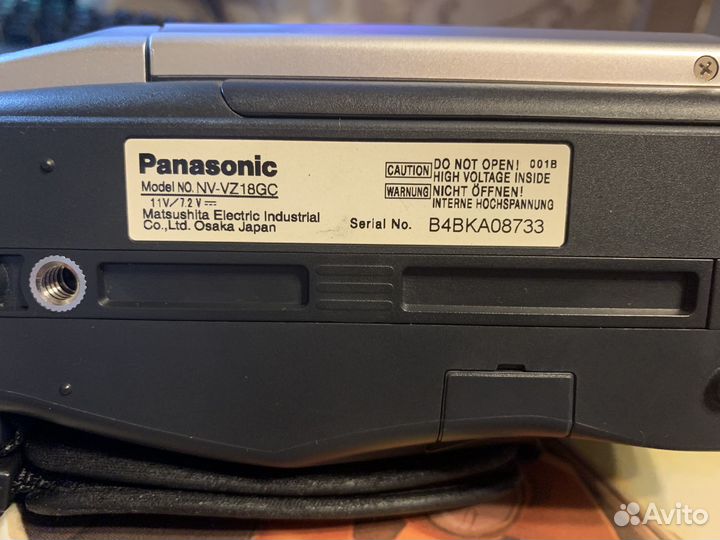 Panasonic
Model NO. NV-VZ18GC
11V/7.2V
Matsushita Electric Industrial
Co., Ltd. Osaka Japan
CAUTION DO NOT OPEN! 001B
HIGH VOLTAGE INSIDE
WARNUNG NICHT ÖFFNEN!
INTERNE HOCHSPANNUNG
Serial No. B4BKA08733
Avito